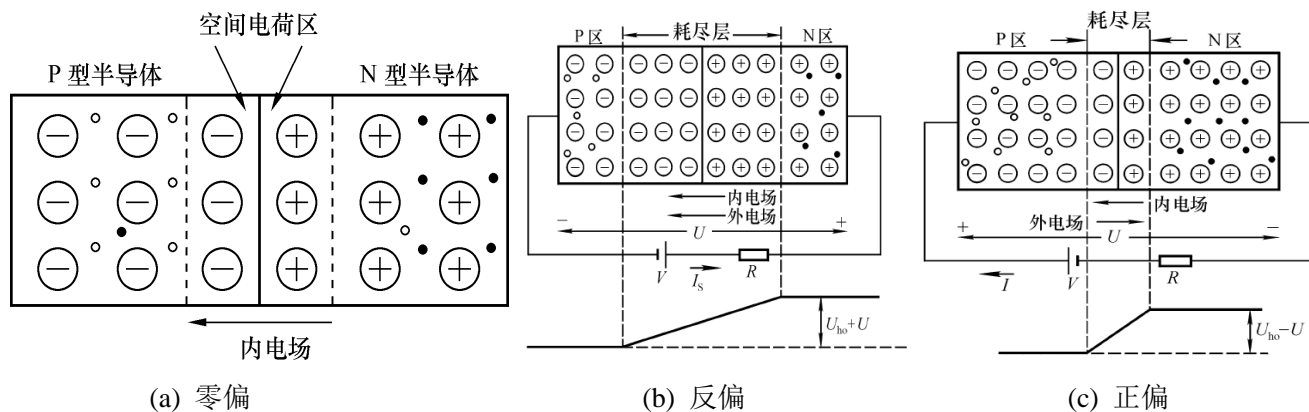 空间电荷区
P 型半导体
N 型半导体
内电场
(a) 零偏
耗尽层
P 区
N 区
内电场
外电场
−
+
U
V
I_S
R
U_ho+U
(b) 反偏
耗尽层
P 区
N 区
内电场
外电场
+
−
U
I
V
R
U_ho−U
(c) 正偏